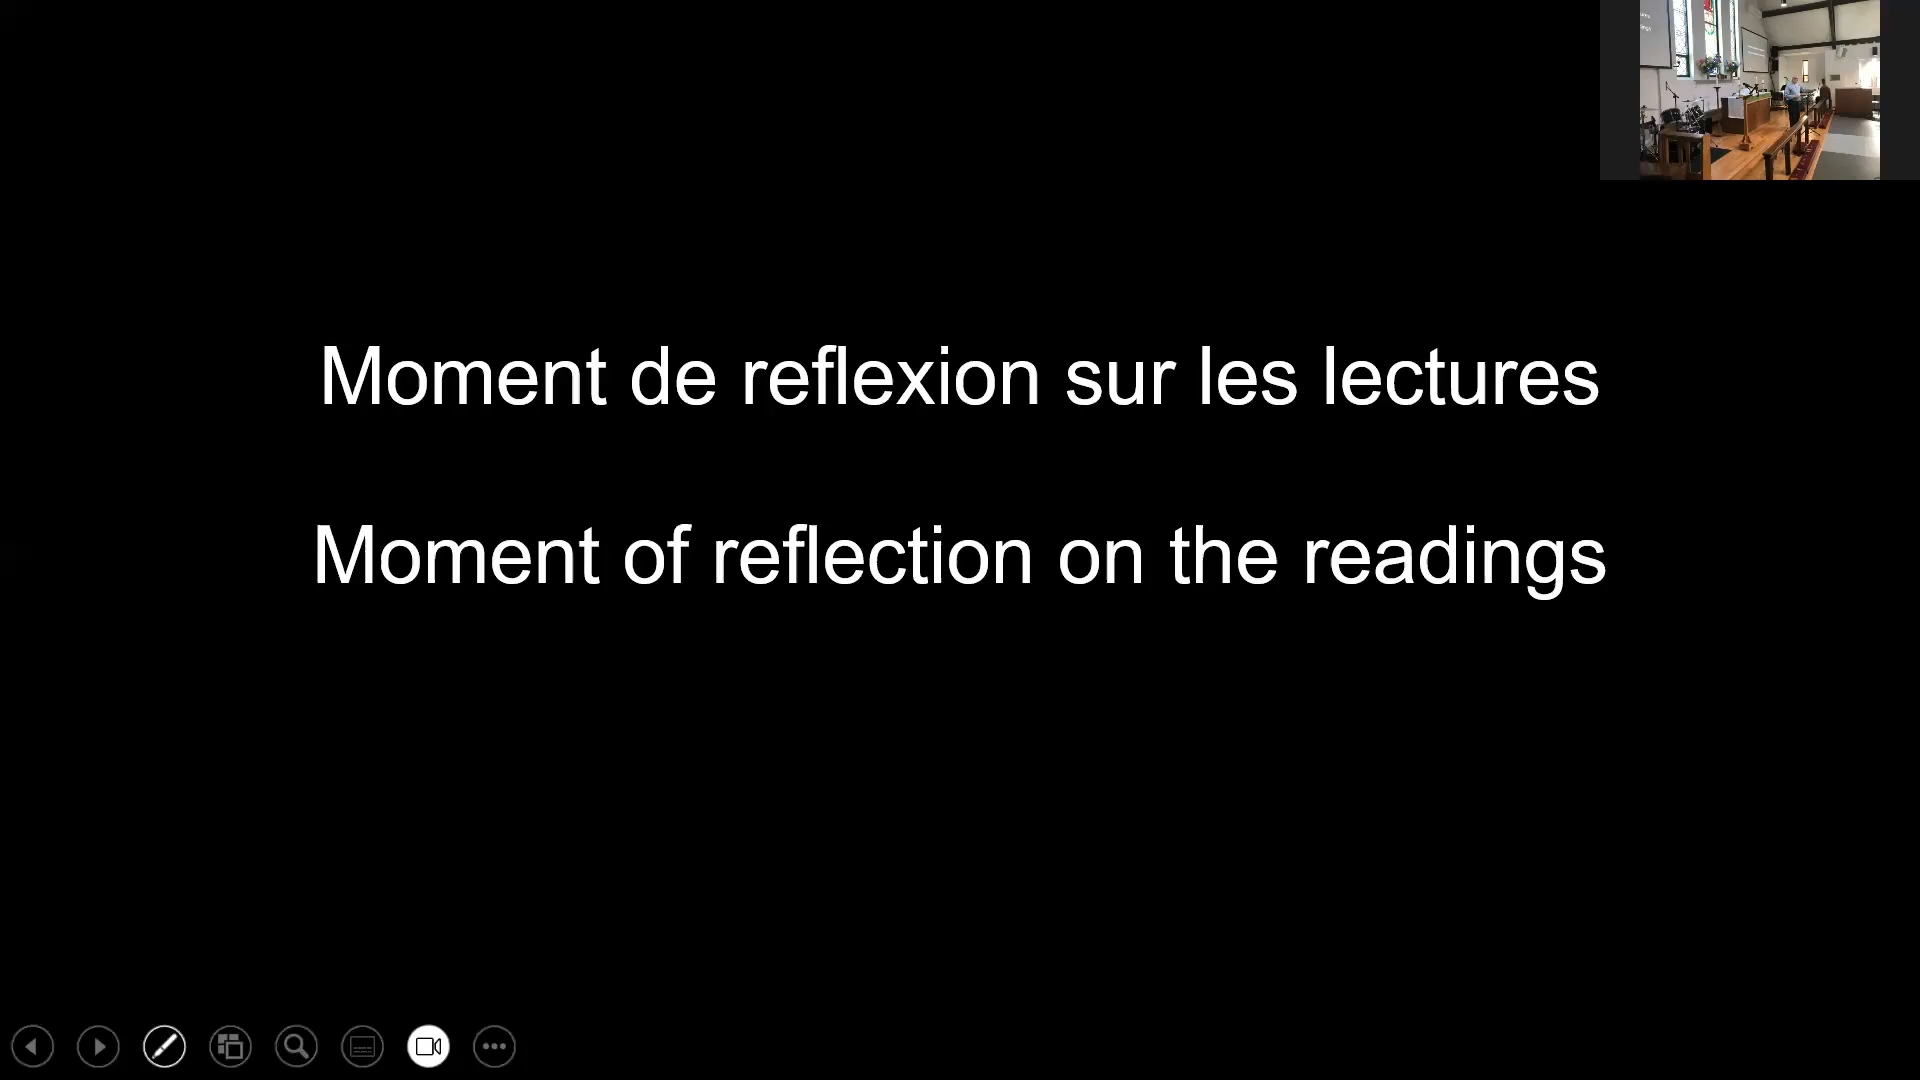 Moment de reflexion sur les lectures
Moment of reflection on the readings